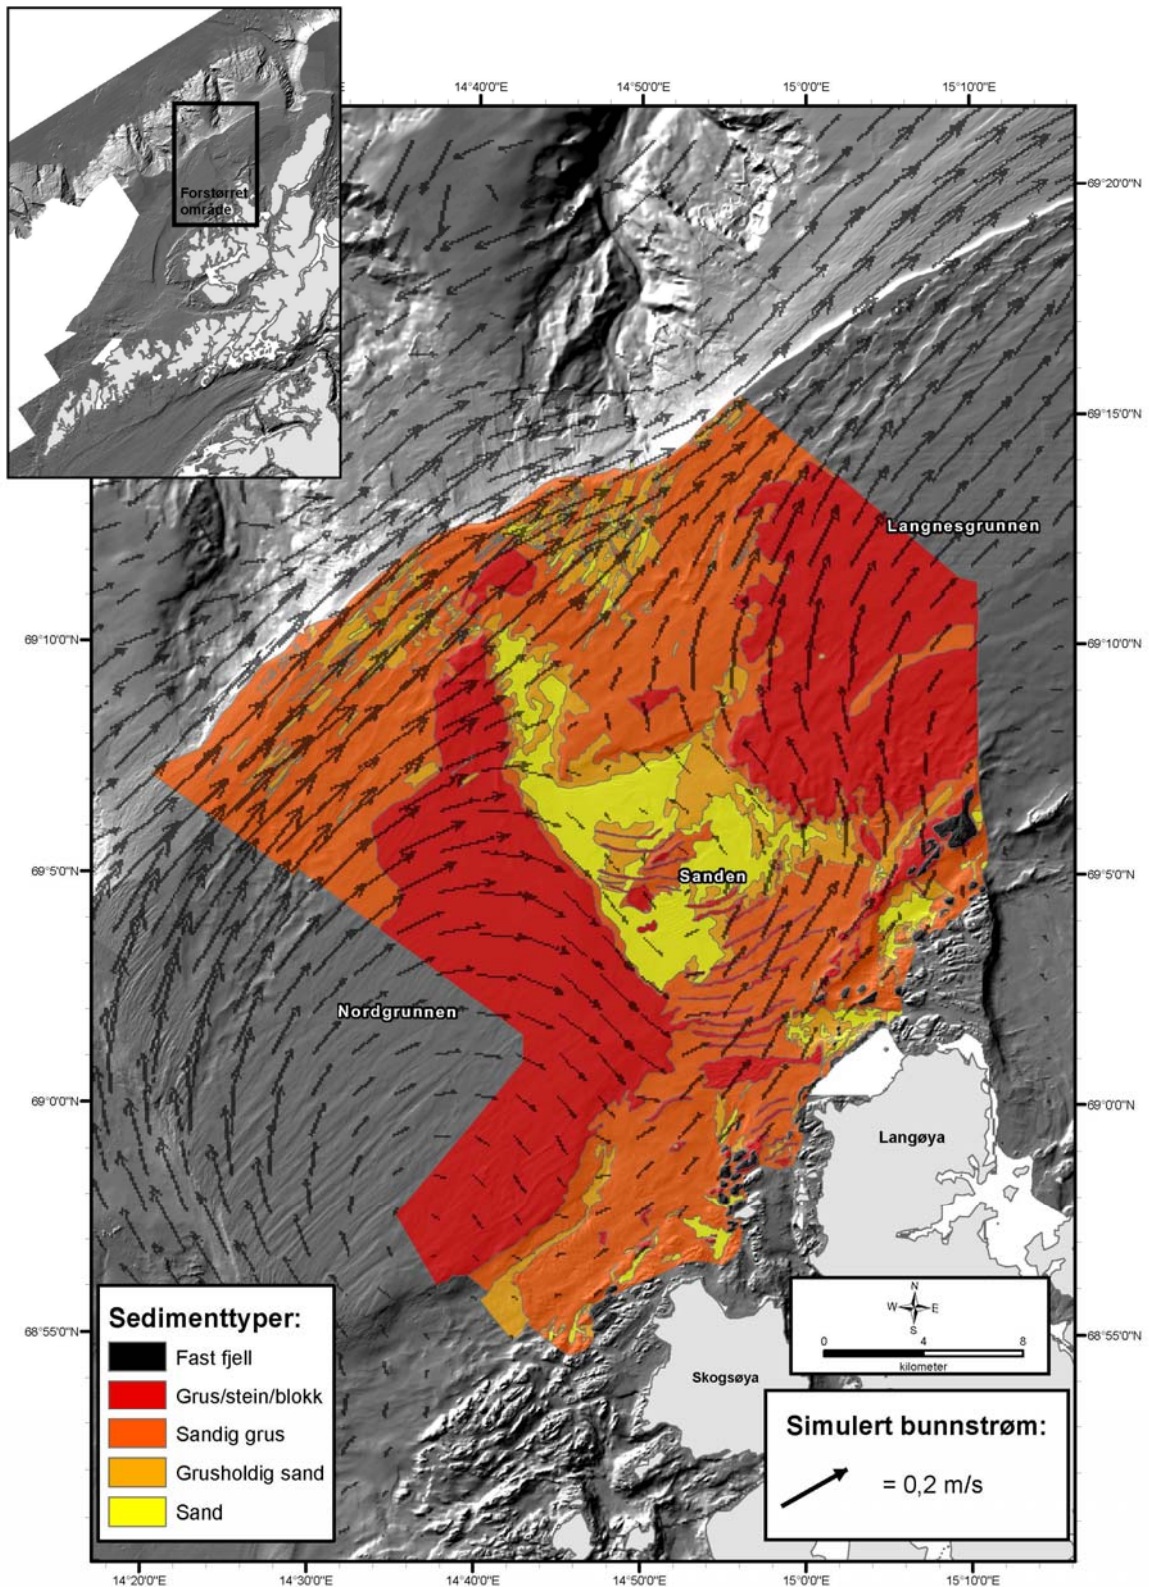 Forstørret
område
E
14°40'0"E
14°50'0"E
15°0'0"E
15°10'0"E
69°20'0"N
69°15'0"N
Langnesgrunnen
69°10'0"N
69°10'0"N
69°5'0"N
69°5'0"N
Sanden
Nordgrunnen
69°0'0"N
69°0'0"N
Langøya
68°55'0"N
68°55'0"N
N
W
E
S
0
4
8
kilometer
Skogsøya
Sedimenttyper:
Fast fjell
Grus/stein/blokk
Sandig grus
Grusholdig sand
Sand
Simulert bunnstrøm:
= 0,2 m/s
14°20'0"E
14°30'0"E
14°40'0"E
14°50'0"E
15°0'0"E
15°10'0"E